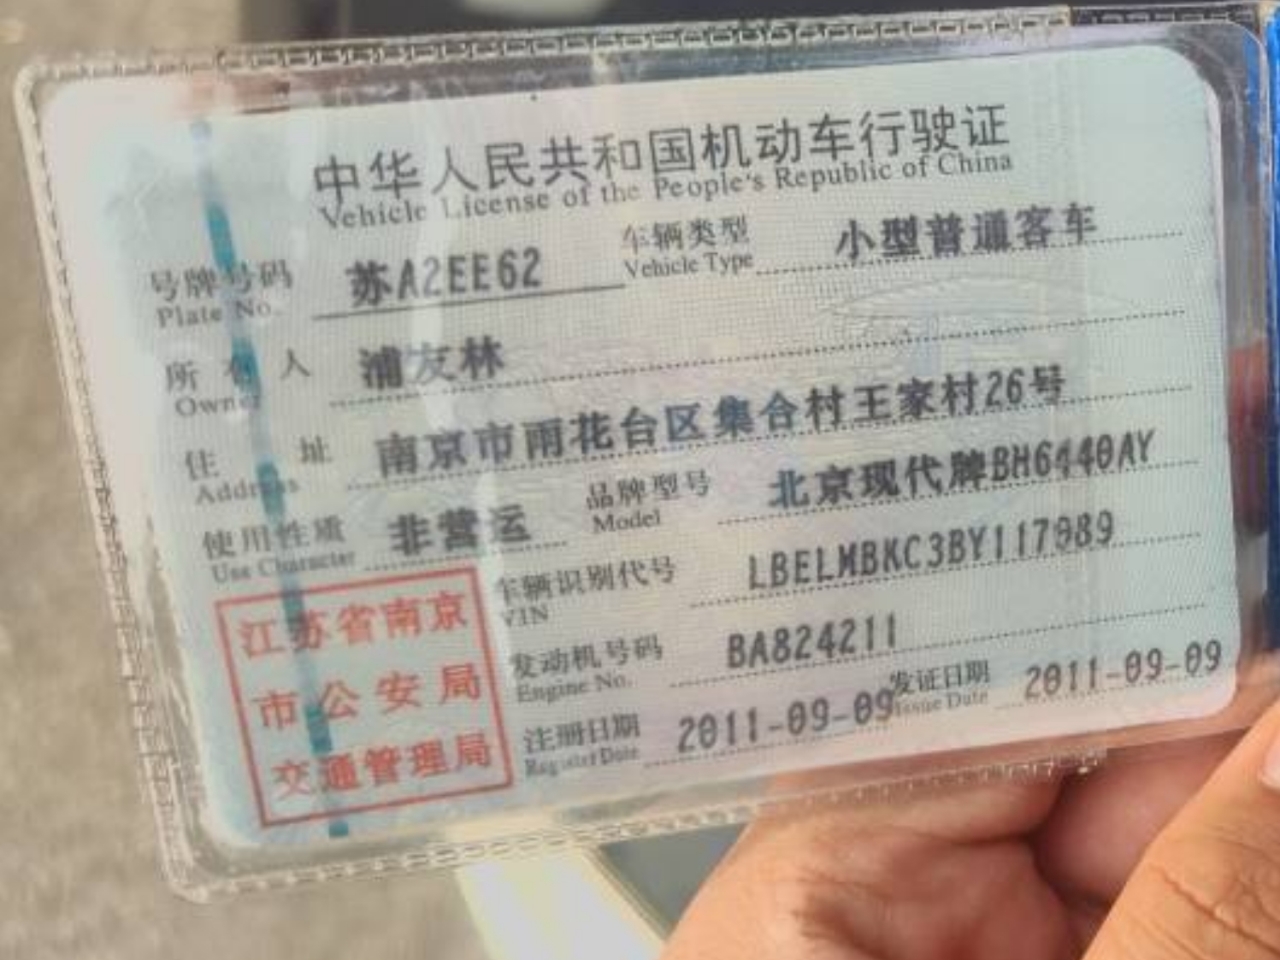 中华人民共和国机动车行驶证
Vehicle License of the People's Republic of China
号牌号码 苏A2EE62 车辆类型 小型普通客车
Plate No. Vehicle Type
所有人 浦友林
Owner
住址 南京市雨花台区集合村王家村26号
Address
使用性质 非营运 品牌型号 北京现代牌BH6440AY
Use Character Model
车辆识别代号 LBELMBKC3BY117089
VIN
发动机号码 BA824211
Engine No.
注册日期 2011-09-09 发证日期 2011-09-09
Register Date Issue Date
江苏省南京
市公安局
交通管理局